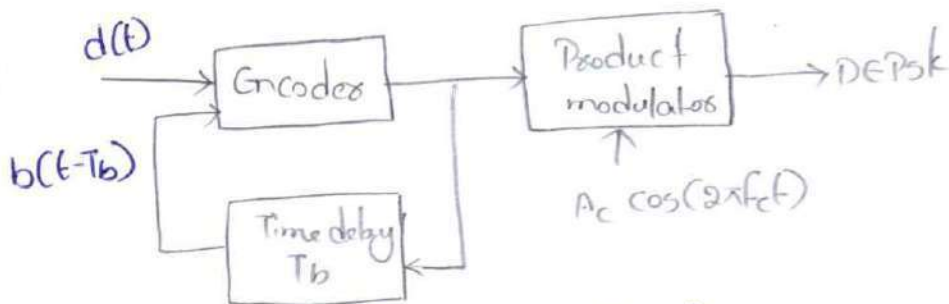 d(t)
Encoder
Product
modulator
DEPSK
b(t-Tb)
Ac cos(2πfct)
Time delay
Tb